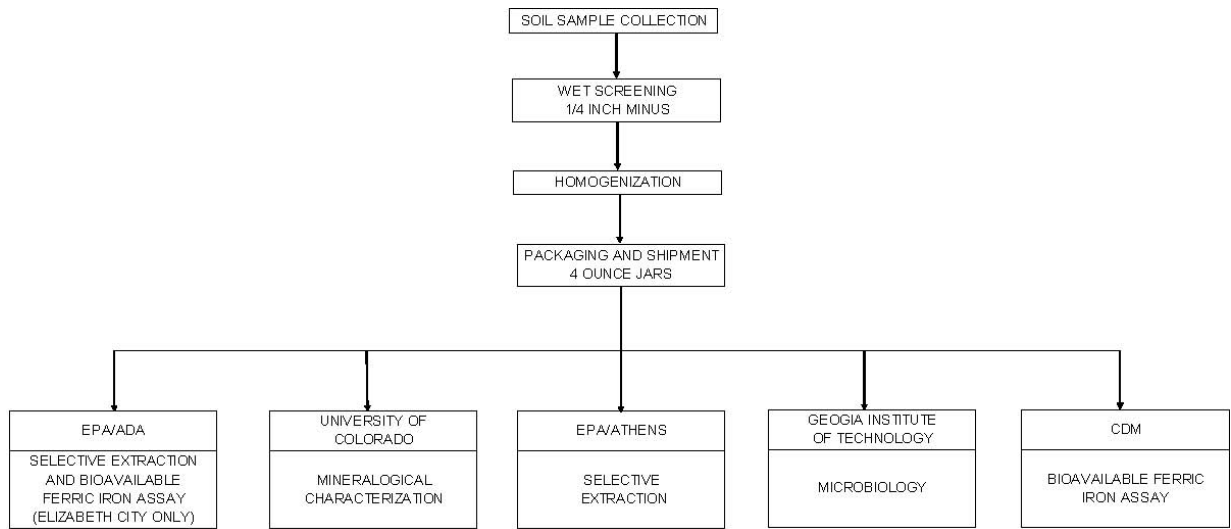 SOIL SAMPLE COLLECTION
WET SCREENING
1/4 INCH MINUS
HOMOGENIZATION
PACKAGING AND SHIPMENT
4 OUNCE JARS
EPA/ADA
SELECTIVE EXTRACTION
AND BIOAVAILABLE
FERRIC IRON ASSAY
(ELIZABETH CITY ONLY)
UNIVERSITY OF
COLORADO
MINERALOGICAL
CHARACTERIZATION
EPA/ATHENS
SELECTIVE
EXTRACTION
GEOGIA INSTITUTE
OF TECHNOLOGY
MICROBIOLOGY
CDM
BIOAVAILABLE FERRIC
IRON ASSAY